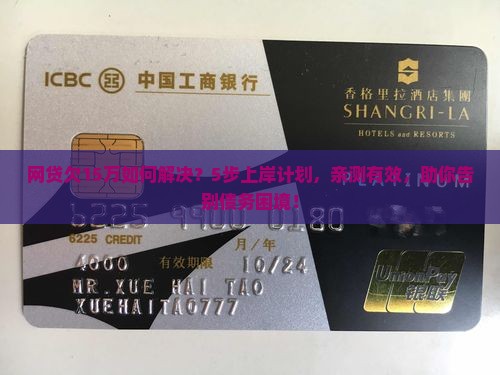 ICBC 中国工商银行
香格里拉酒店集團
SHANGRI-LA
HOTELS and RESORTS
网贷欠15万如何解决？5步上岸计划，亲测有效，助你告
别债务困境！
PLATINUM
6225 CREDIT
月/年
有效期限 10/24
MR.XUE HAI TAO
XUEHAITAO777
UnionPay
银联